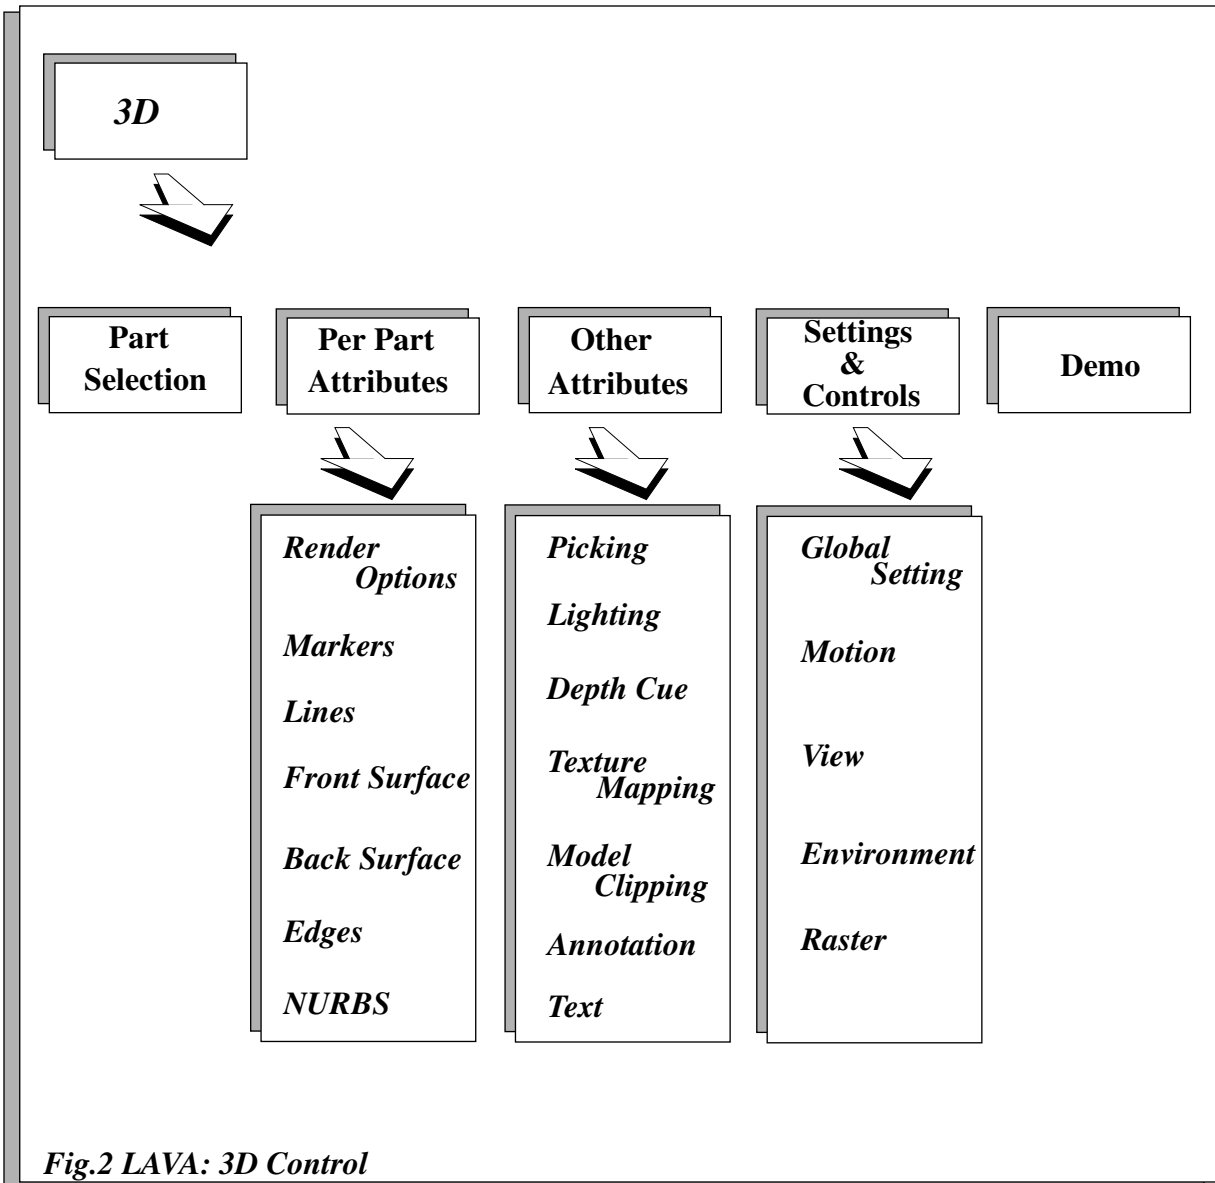 3D
Part
Selection
Per Part
Attributes
Other
Attributes
Settings
&
Controls
Demo
Render
Options
Markers
Lines
Front Surface
Back Surface
Edges
NURBS
Picking
Lighting
Depth Cue
Texture
Mapping
Model
Clipping
Annotation
Text
Global
Setting
Motion
View
Environment
Raster
Fig.2 LAVA: 3D Control